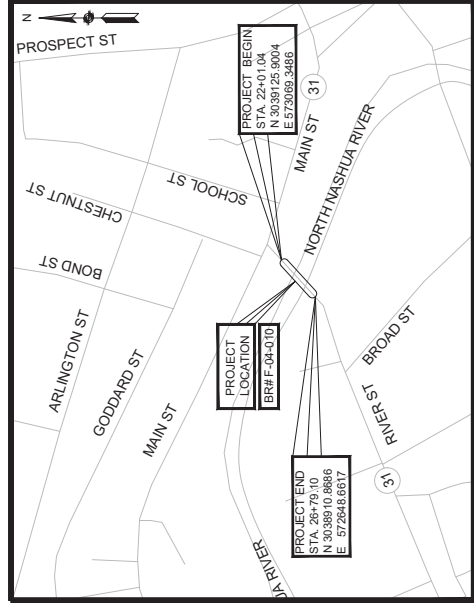 N
PROSPECT ST
PROJECT BEGIN
STA. 22+01.04
N 3039125.9004
E 573069.3486
MAIN ST
31
NORTH NASHUA RIVER
SCHOOL ST
CHESTNUT ST
BOND ST
ARLINGTON ST
GODDARD ST
MAIN ST
PROJECT
LOCATION
BR# F-04-010
BROAD ST
RIVER ST
31
PROJECT END
STA. 26+79.10
N 3038910.8686
E 572648.6617
UA RIVER